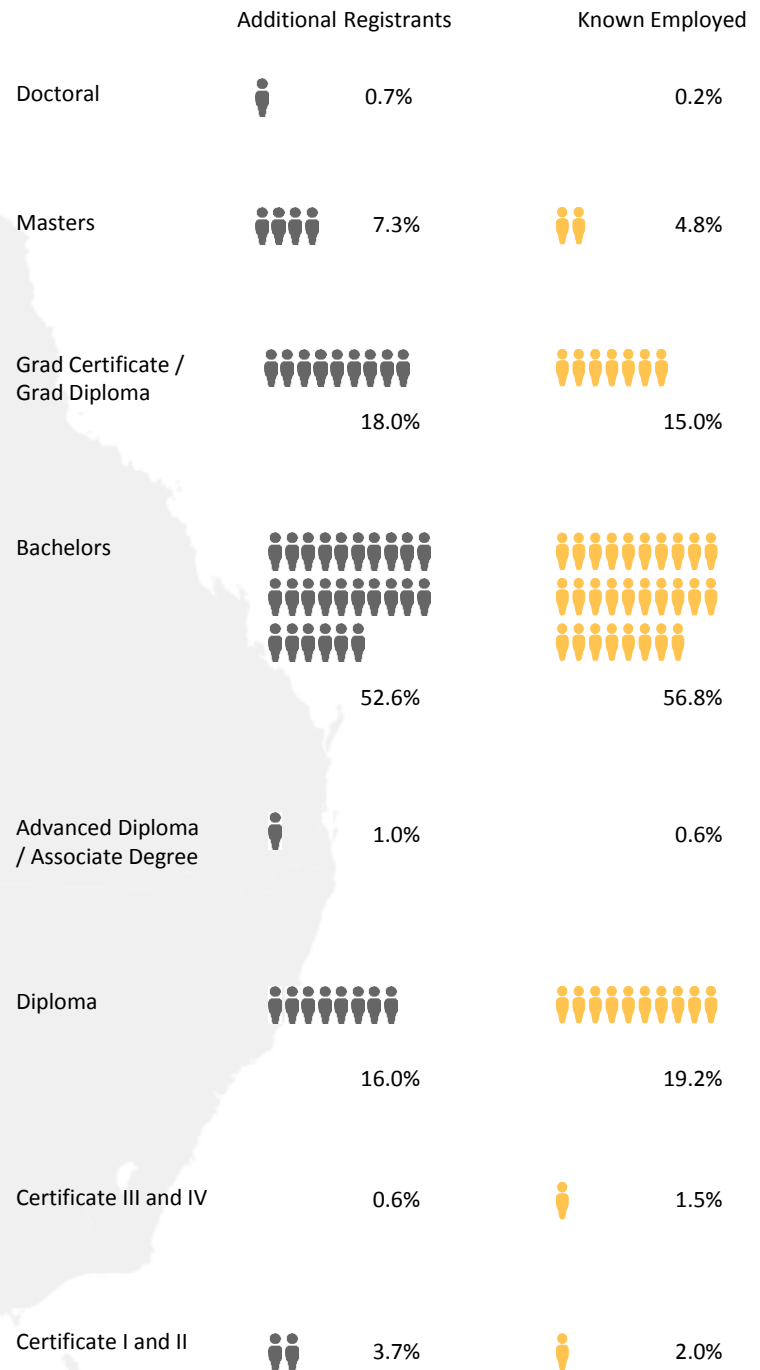 Additional Registrants Known Employed
Doctoral 0.7% 0.2%
Masters 7.3% 4.8%
Grad Certificate /
Grad Diploma
18.0% 15.0%
Bachelors
52.6% 56.8%
Advanced Diploma
/ Associate Degree
1.0% 0.6%
Diploma
16.0% 19.2%
Certificate III and IV 0.6% 1.5%
Certificate I and II 3.7% 2.0%